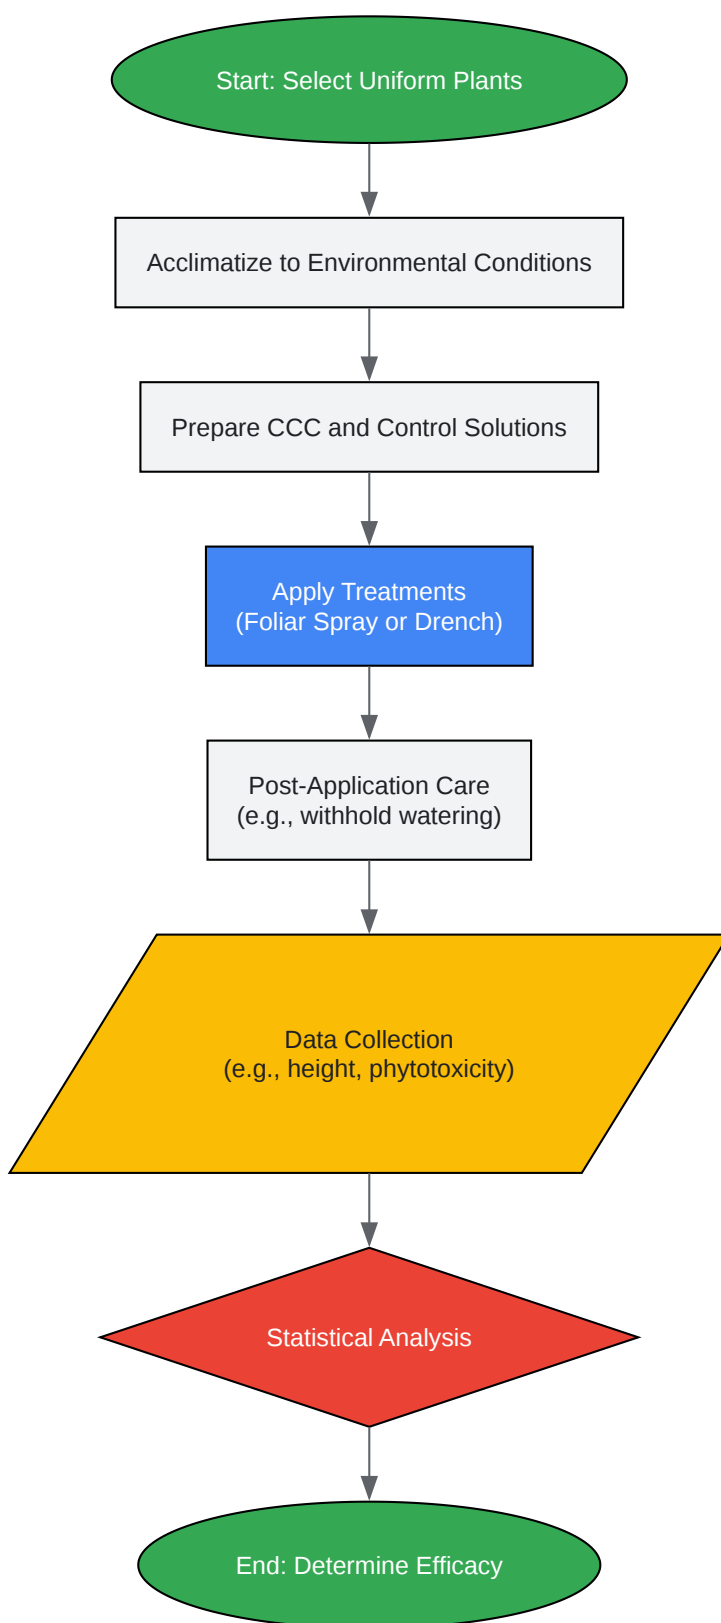 Start: Select Uniform Plants
Acclimatize to Environmental Conditions
Prepare CCC and Control Solutions
Apply Treatments
(Foliar Spray or Drench)
Post-Application Care
(e.g., withhold watering)
Data Collection
(e.g., height, phytotoxicity)
Statistical Analysis
End: Determine Efficacy